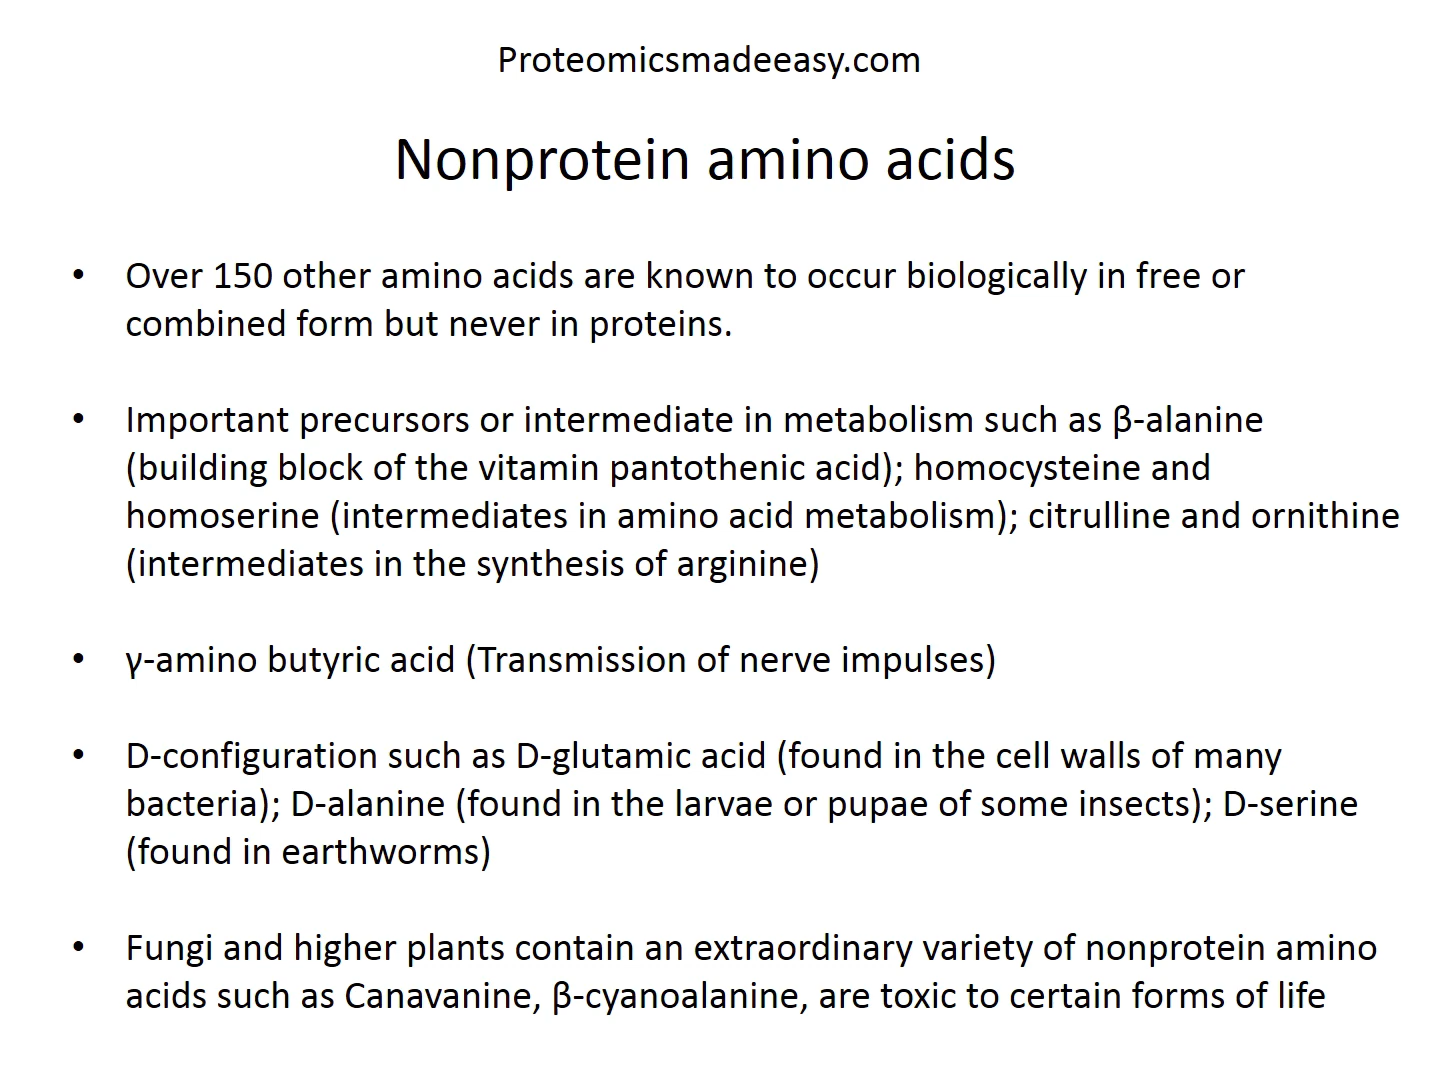 Proteomicsmadeeasy.com
Nonprotein amino acids
• Over 150 other amino acids are known to occur biologically in free or
combined form but never in proteins.
• Important precursors or intermediate in metabolism such as β-alanine
(building block of the vitamin pantothenic acid); homocysteine and
homoserine (intermediates in amino acid metabolism); citrulline and ornithine
(intermediates in the synthesis of arginine)
• γ-amino butyric acid (Transmission of nerve impulses)
• D-configuration such as D-glutamic acid (found in the cell walls of many
bacteria); D-alanine (found in the larvae or pupae of some insects); D-serine
(found in earthworms)
• Fungi and higher plants contain an extraordinary variety of nonprotein amino
acids such as Canavanine, β-cyanoalanine, are toxic to certain forms of life